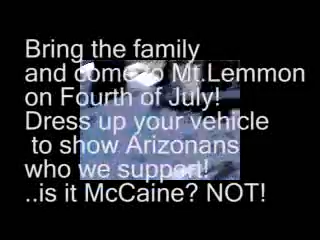 Bring the family
and come to Mt.Lemmon
on Fourth of July!
Dress up your vehicle
to show Arizonans
who we support!
..is it McCaine? NOT!